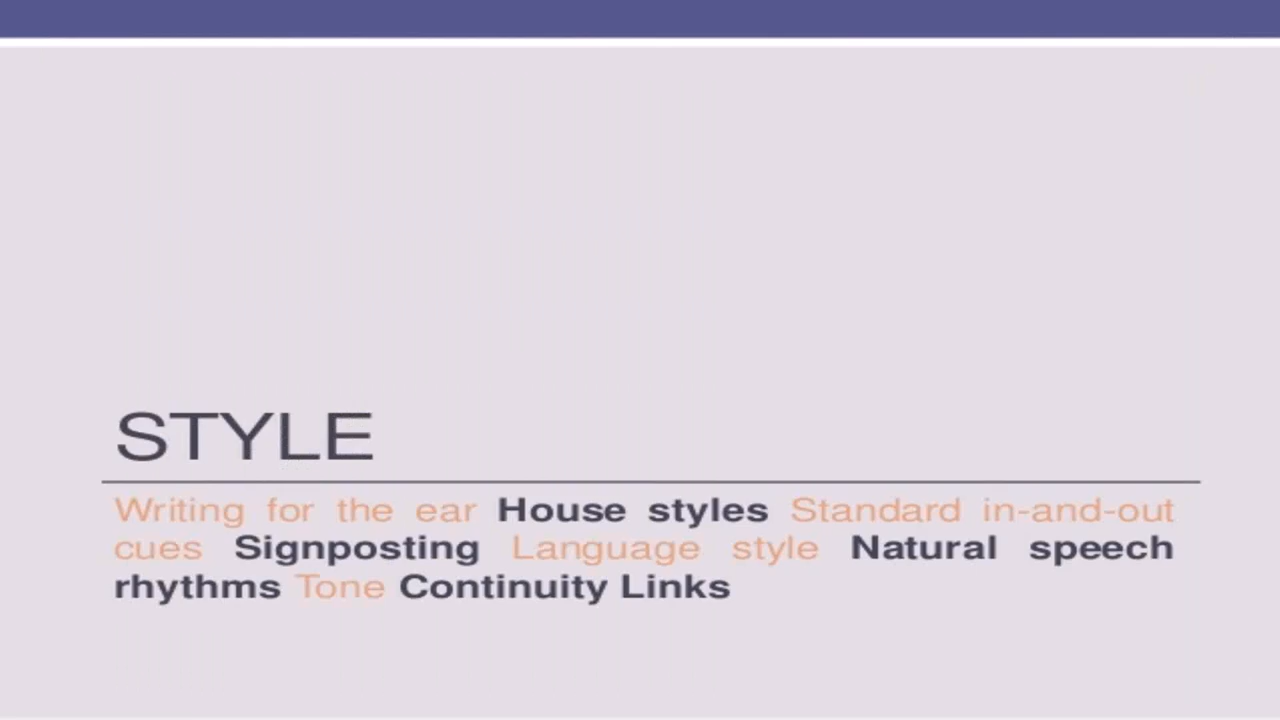 STYLE
Writing for the ear House styles Standard in-and-out
cues Signposting Language style Natural speech
rhythms Tone Continuity Links